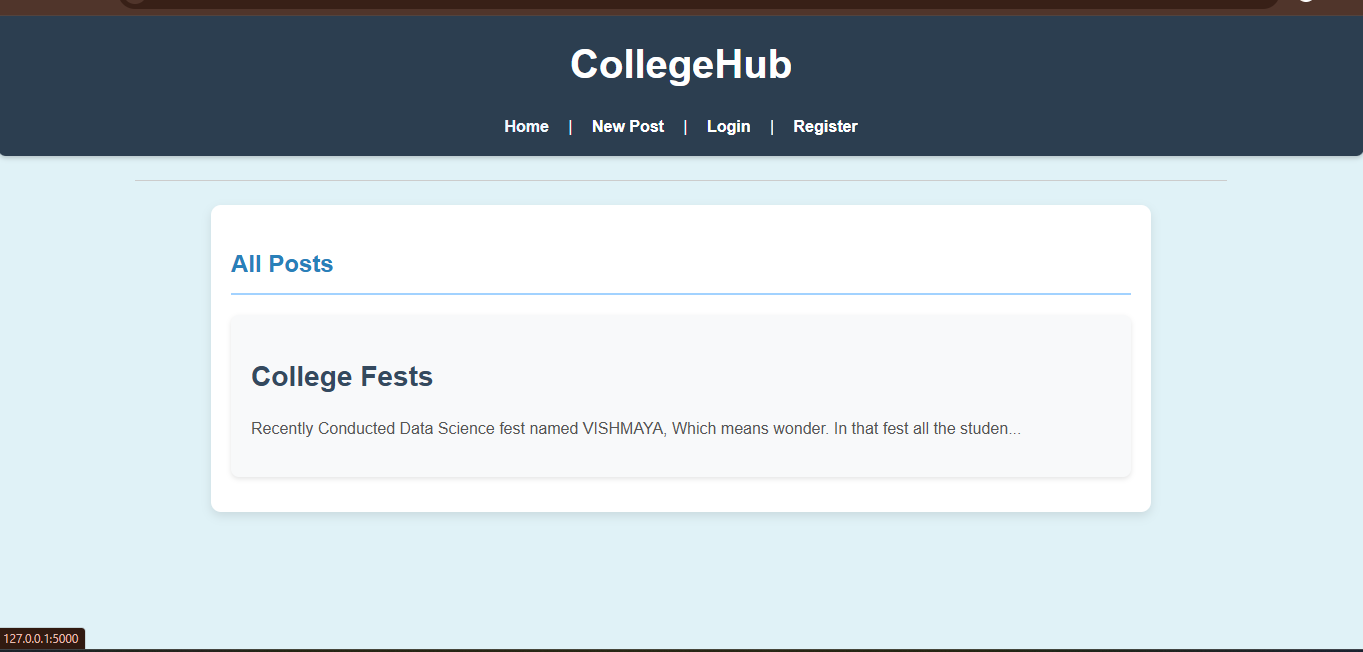 CollegeHub
Home | New Post | Login | Register
All Posts
College Fests
Recently Conducted Data Science fest named VISHMAYA, Which means wonder. In that fest all the studen...
127.0.0.1:5000